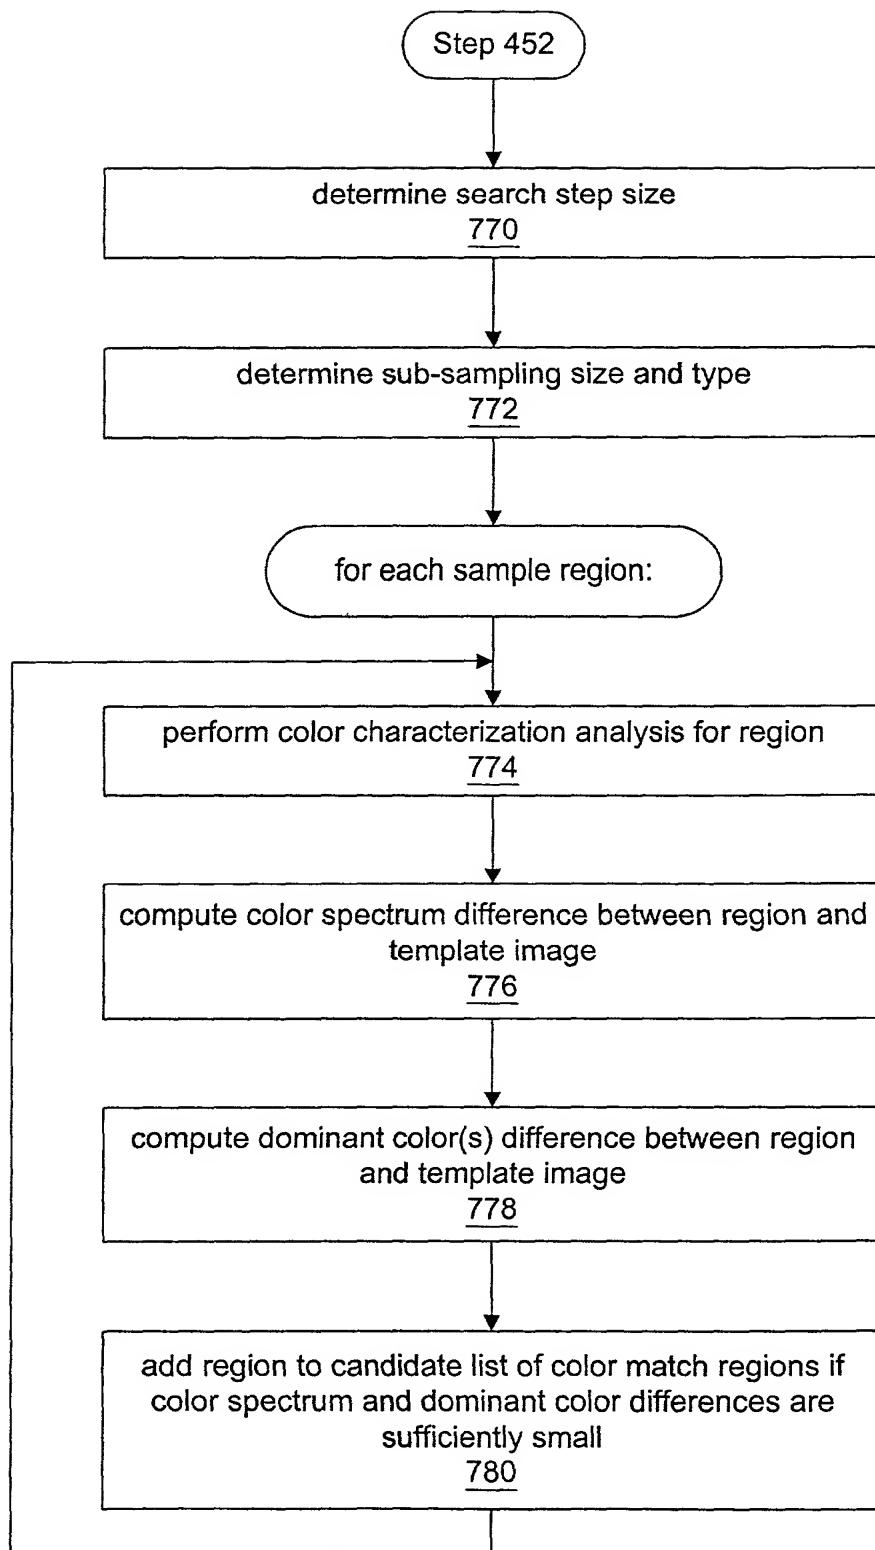 Step 452
determine search step size
770
determine sub-sampling size and type
772
for each sample region:
perform color characterization analysis for region
774
compute color spectrum difference between region and
template image
776
compute dominant color(s) difference between region
and template image
778
add region to candidate list of color match regions if
color spectrum and dominant color differences are
sufficiently small
780